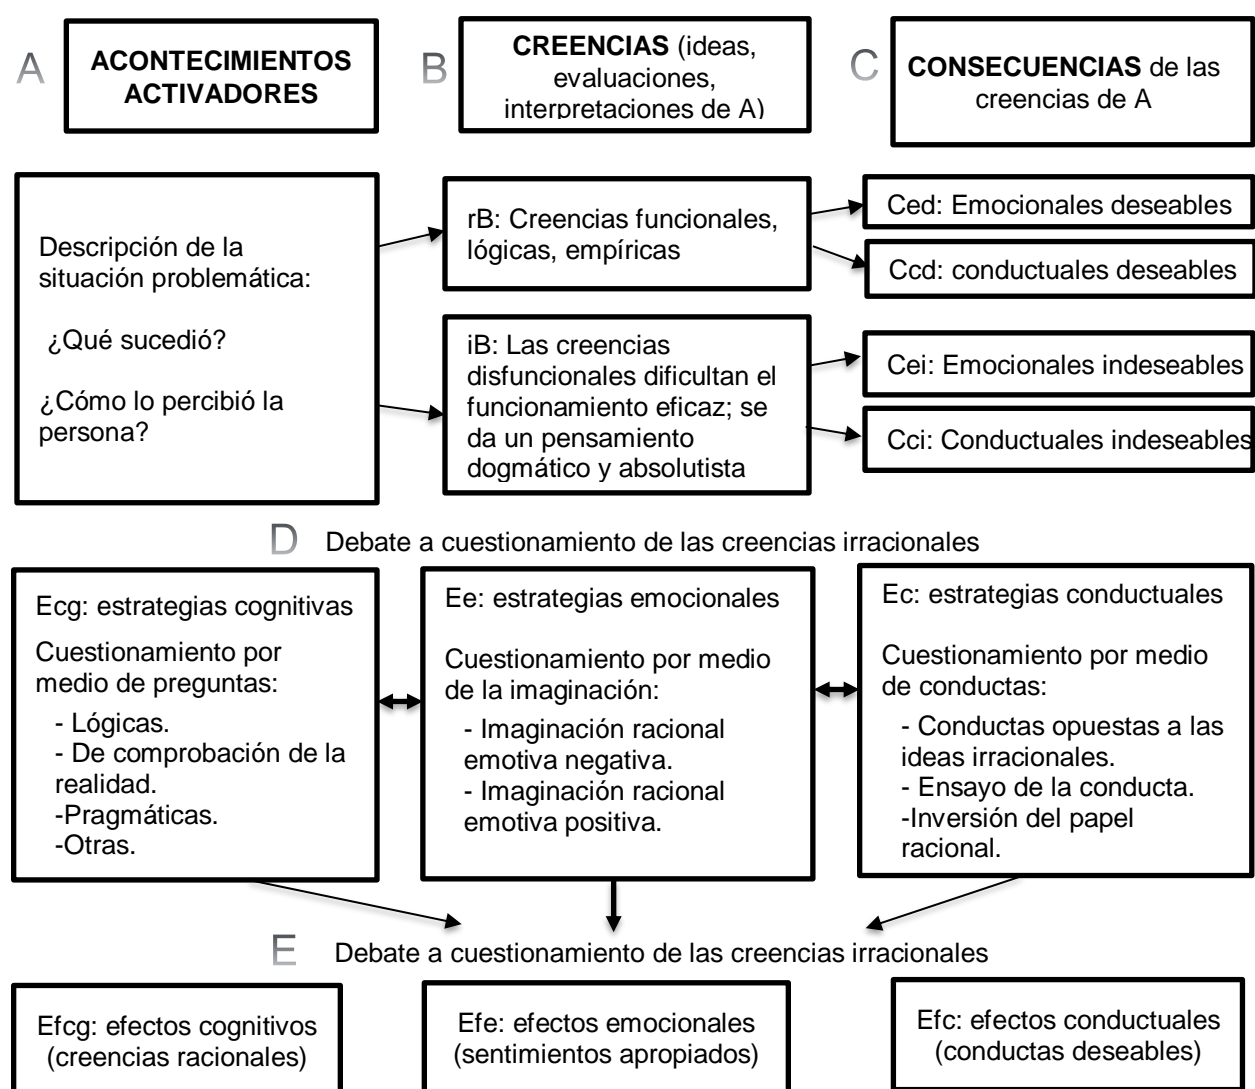 A
ACONTECIMIENTOS
ACTIVADORES
B
CREENCIAS (ideas,
evaluaciones,
interpretaciones de A)
C
CONSECUENCIAS de las
creencias de A
Descripción de la
situación problemática:
¿Qué sucedió?
¿Cómo lo percibió la
persona?
rB: Creencias funcionales,
lógicas, empíricas
iB: Las creencias
disfuncionales dificultan el
funcionamiento eficaz; se
da un pensamiento
dogmático y absolutista
Ced: Emocionales deseables
Ccd: conductuales deseables
Cei: Emocionales indeseables
Cci: Conductuales indeseables
D Debate a cuestionamiento de las creencias irracionales
Ecg: estrategias cognitivas
Cuestionamiento por
medio de preguntas:
- Lógicas.
- De comprobación de la
realidad.
-Pragmáticas.
-Otras.
Ee: estrategias emocionales
Cuestionamiento por medio
de la imaginación:
- Imaginación racional
emotiva negativa.
- Imaginación racional
emotiva positiva.
Ec: estrategias conductuales
Cuestionamiento por medio
de conductas:
- Conductas opuestas a las
ideas irracionales.
- Ensayo de la conducta.
-Inversión del papel
racional.
E Debate a cuestionamiento de las creencias irracionales
Efcg: efectos cognitivos
(creencias racionales)
Efe: efectos emocionales
(sentimientos apropiados)
Efc: efectos conductuales
(conductas deseables)